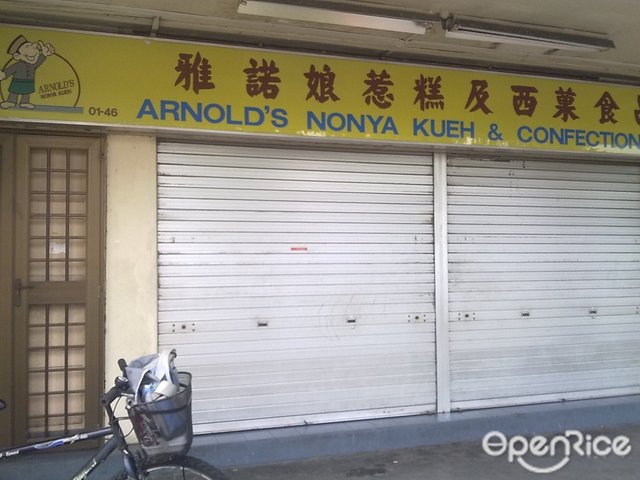 ARNOLD'S
NONYA KUEH
01-46
雅諾娘惹糕及西菓食品
ARNOLD'S NONYA KUEH & CONFECTION
OpenRice